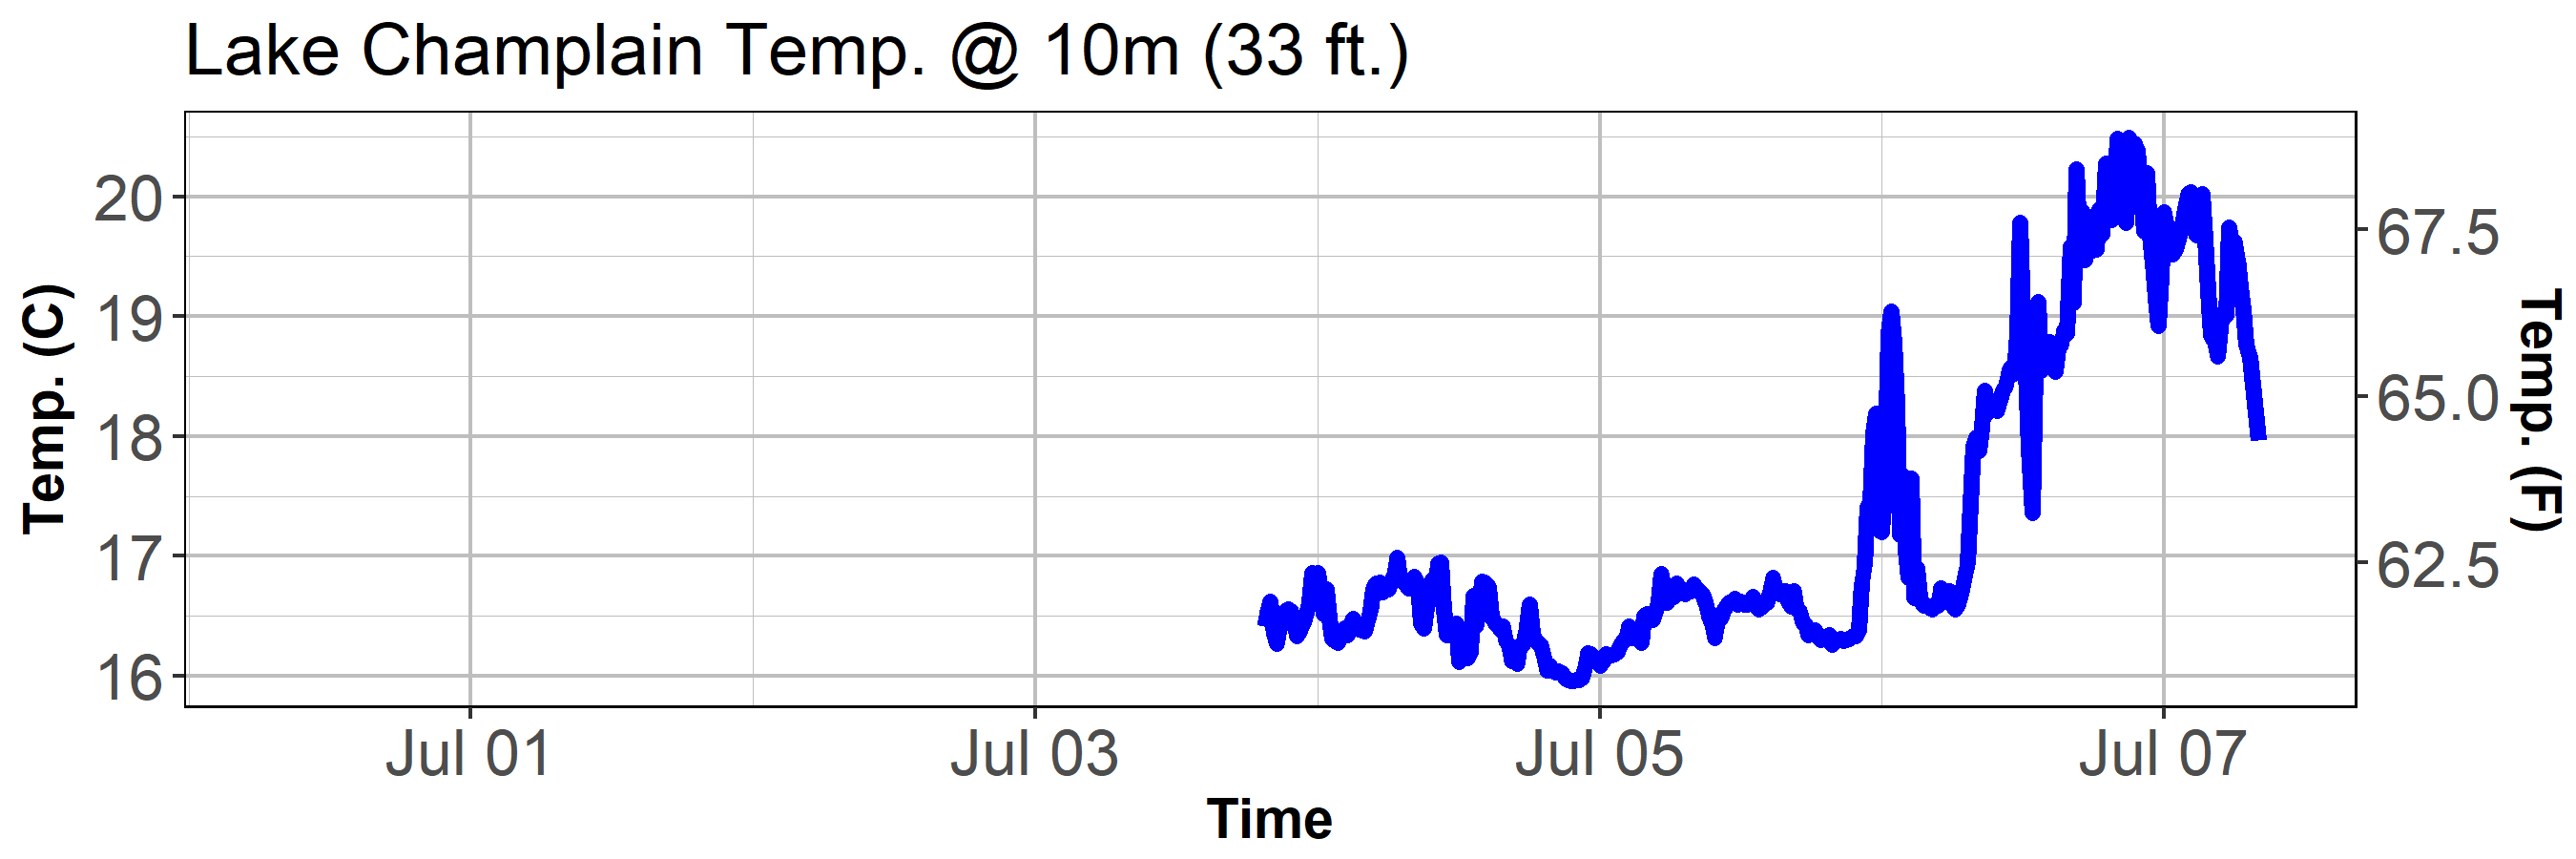 Lake Champlain Temp. @ 10m (33 ft.)
Temp. (C)
20
19
18
17
16
67.5
65.0
62.5
Temp. (F)
Jul 01 Jul 03 Jul 05 Jul 07
Time